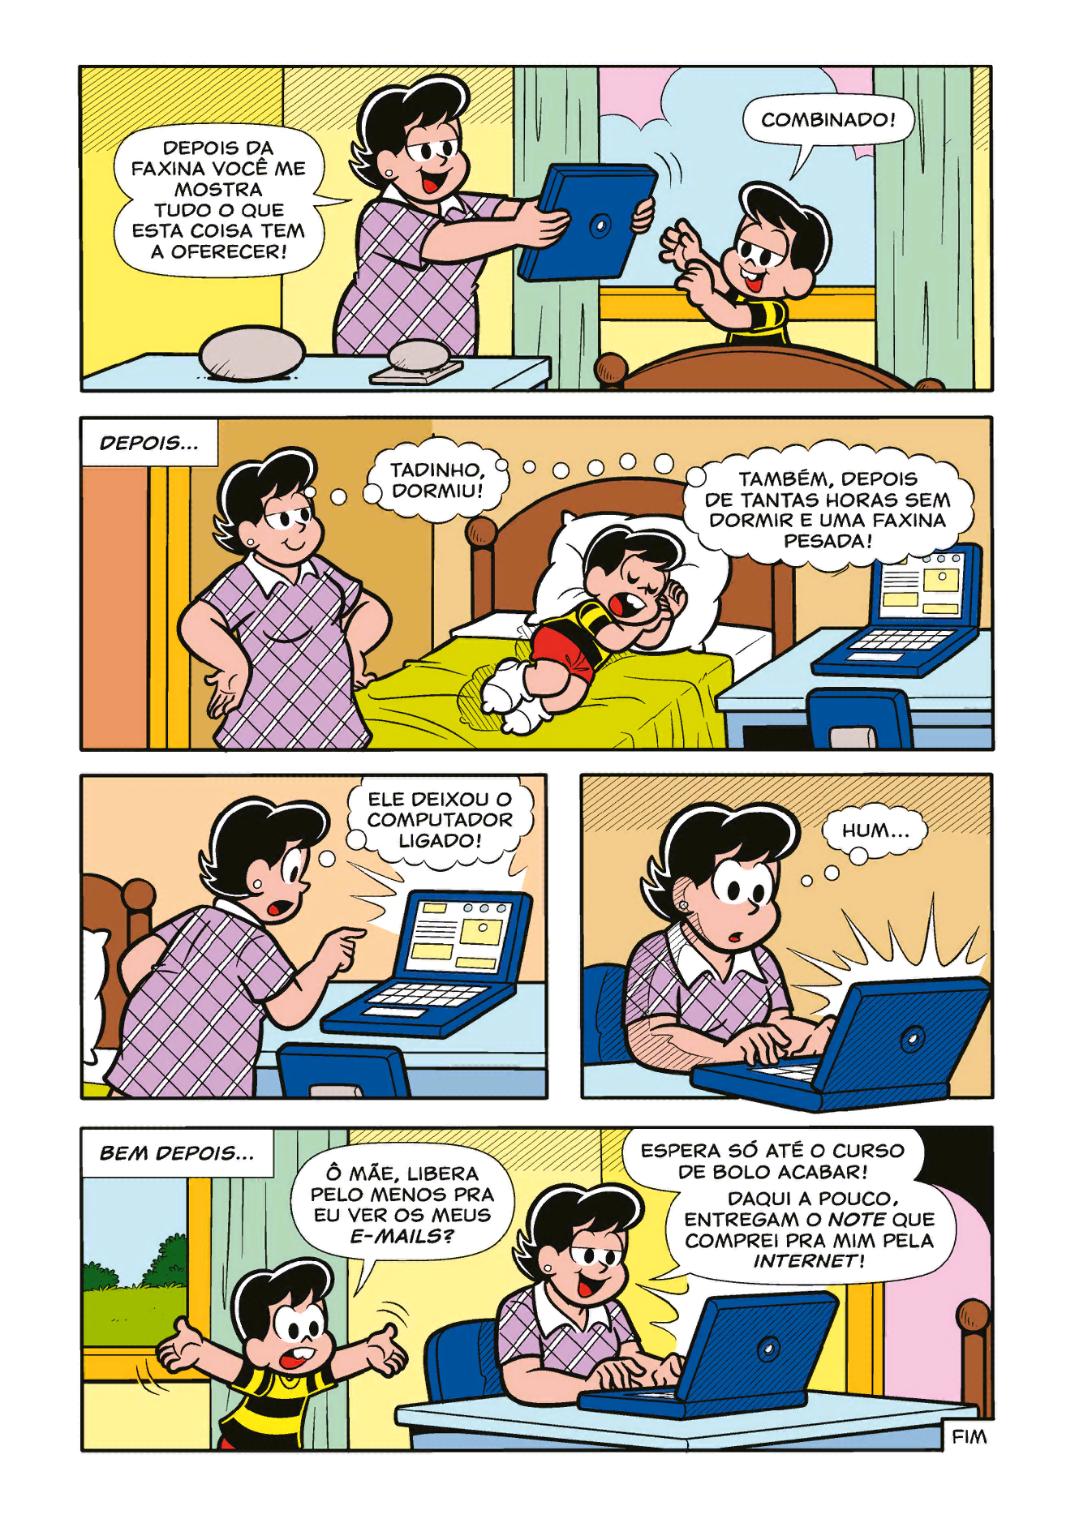 DEPOIS DA
FAXINA VOCÊ ME
MOSTRA
TUDO O QUE
ESTA COISA TEM
A OFERECER!
COMBINADO!
DEPOIS...
TADINHO,
DORMIU!
TAMBÉM, DEPOIS
DE TANTAS HORAS SEM
DORMIR E UMA FAXINA
PESADA!
ELE DEIXOU O
COMPUTADOR
LIGADO!
HUM...
BEM DEPOIS...
Ô MÃE, LIBERA
PELO MENOS PRA
EU VER OS MEUS
E-MAILS?
ESPERA SÓ ATÉ O CURSO
DE BOLO ACABAR!
DAQUI A POUCO,
ENTREGAM O NOTE QUE
COMPREI PRA MIM PELA
INTERNET!
FIM